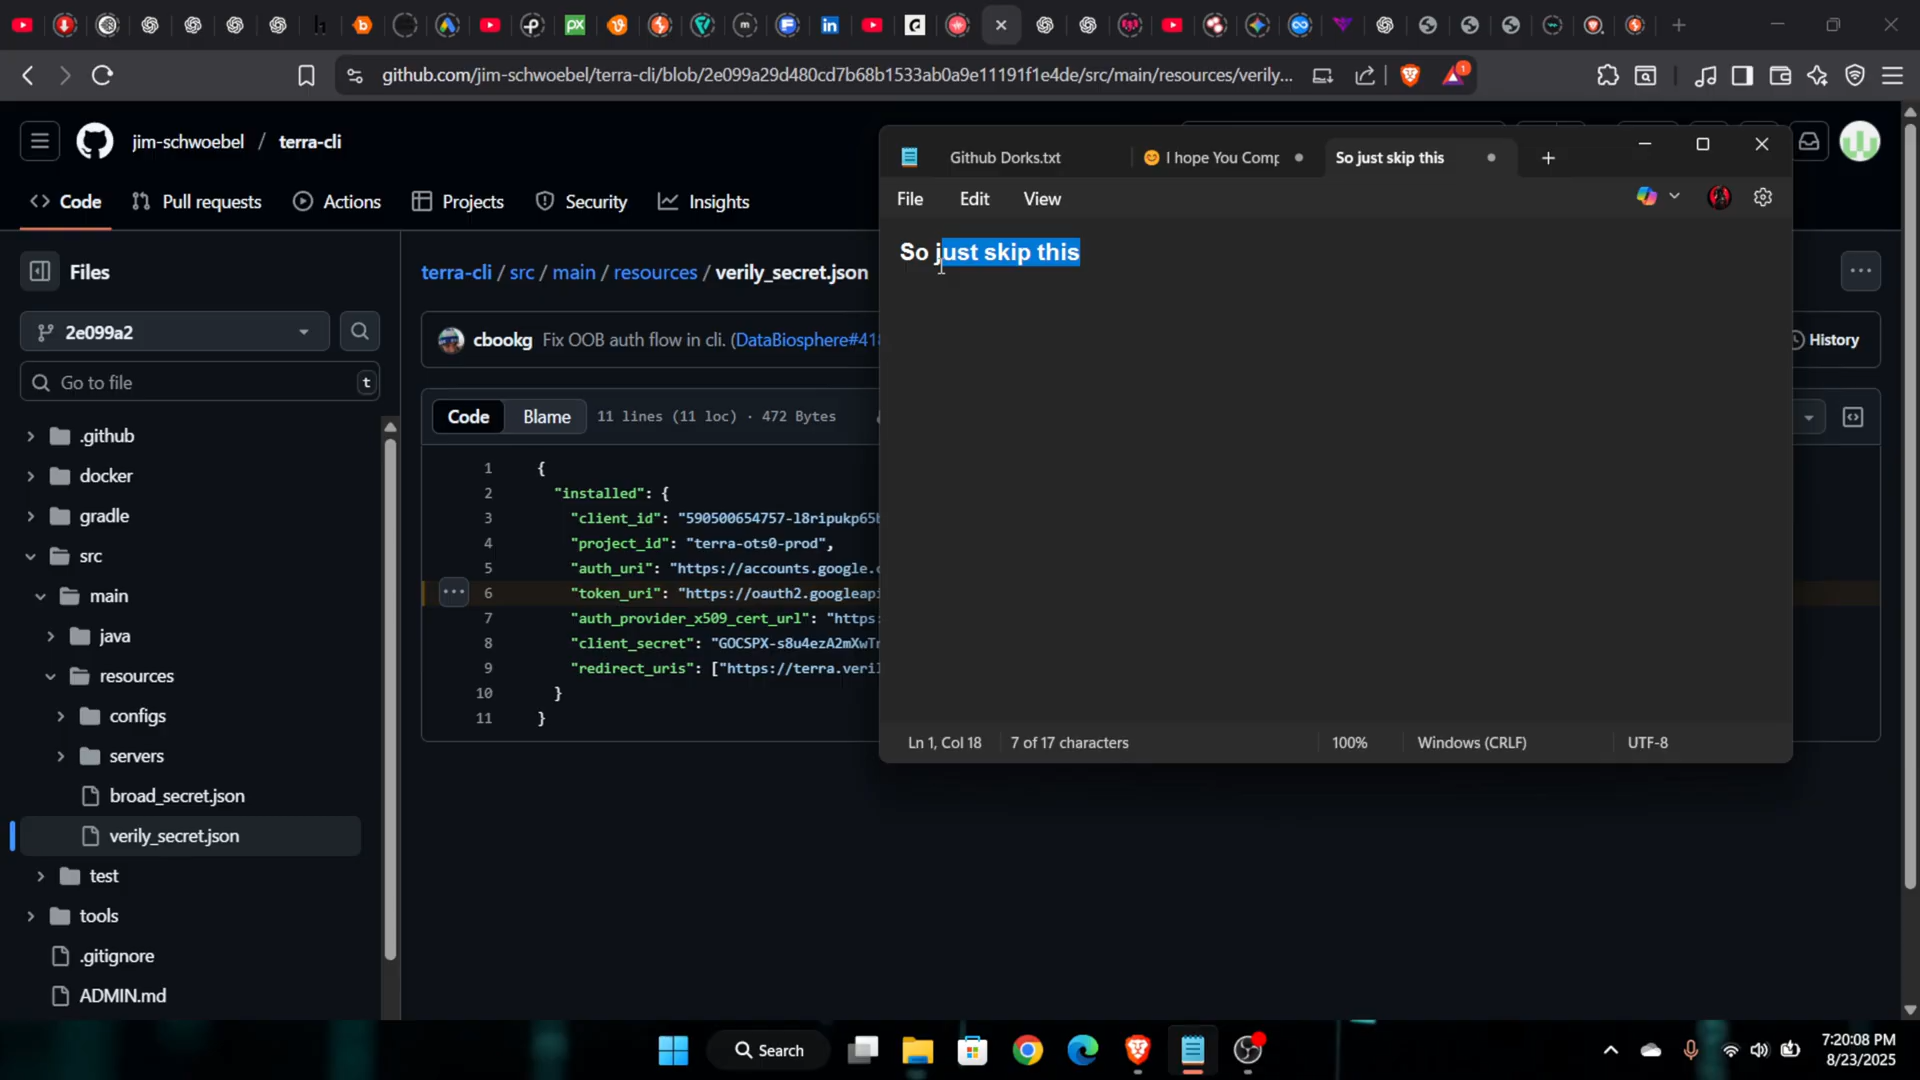 github.com/jim-schwoebel/terra-cli/blob/2e099a29d480cd7b68b1533ab0a9e11191f1e4de/src/main/resources/verily...
1
jim-schwoebel / terra-cli
Code
Pull requests
Actions
Projects
Security
Insights
Files
2e099a2
Go to file
t
.github
docker
gradle
src
main
java
resources
configs
servers
broad_secret.json
verily_secret.json
test
tools
.gitignore
ADMIN.md
terra-cli / src / main / resources / verily_secret.json
cbookg Fix OOB auth flow in cli. (DataBiosphere#418
History
Code
Blame
11 lines (11 loc) · 472 Bytes
1 {
2 "installed": {
3 "client_id": "590500654757-l8ripukp65
4 "project_id": "terra-ots0-prod",
5 "auth_uri": "https://accounts.google.c
6 "token_uri": "https://oauth2.googleapi
7 "auth_provider_x509_cert_url": "https:
8 "client_secret": "GOCSPX-s8u4ezA2mXwT
9 "redirect_uris": ["https://terra.veril
10 }
11 }
Github Dorks.txt
😊 I hope You Comp
So just skip this
File
Edit
View
So just skip this
Ln 1, Col 18
7 of 17 characters
100%
Windows (CRLF)
UTF-8
Search
7:20:08 PM
8/23/2025